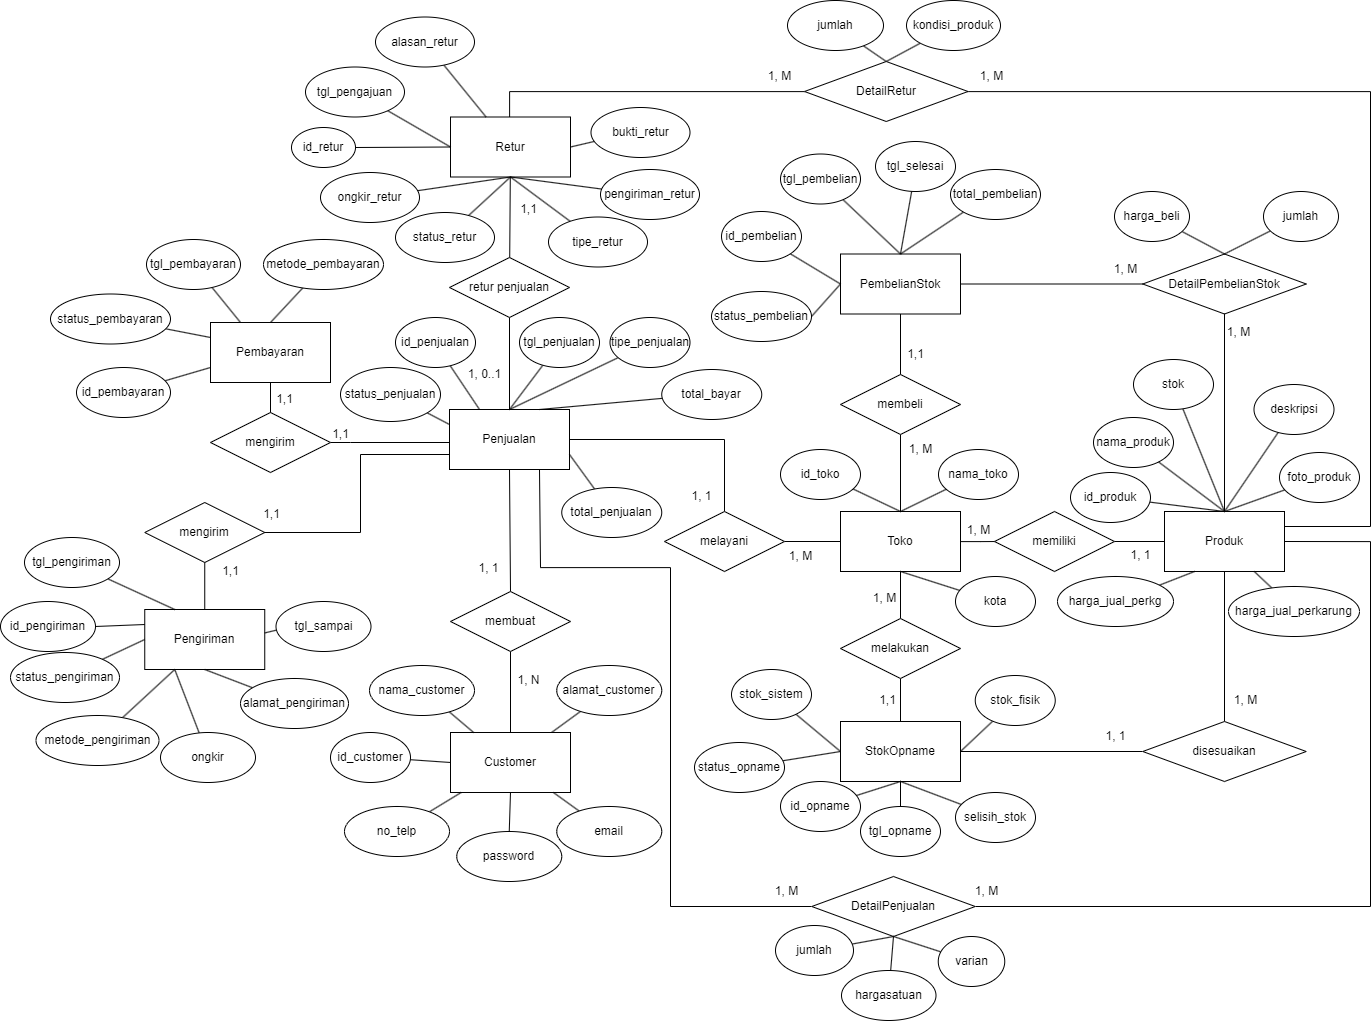 jumlah
kondisi_produk
alasan_retur
1, M
1, M
tgl_pengajuan
DetailRetur
bukti_retur
id_retur
Retur
tgl_selesai
tgl_pembelian
ongkir_retur
pengiriman_retur
total_pembelian
1,1
harga_beli
jumlah
status_retur
tipe_retur
id_pembelian
tgl_pembayaran
metode_pembayaran
1, M
retur penjualan
PembelianStok
DetailPembelianStok
status_pembayaran
status_pembelian
1, M
id_penjualan
tgl_penjualan
tipe_penjualan
Pembayaran
1,1
1, 0..1
stok
id_pembayaran
status_penjualan
total_bayar
1,1
membeli
deskripsi
1,1
mengirim
Penjualan
nama_produk
1, M
id_toko
nama_toko
foto_produk
1, 1
id_produk
total_penjualan
1,1
mengirim
1, M
melayani
Toko
memiliki
Produk
1, M
1, 1
tgl_pengiriman
1,1
1, 1
1, M
kota
harga_jual_perkg
harga_jual_perkarung
id_pengiriman
tgl_sampai
membuat
Pengiriman
melakukan
status_pengiriman
1, N
nama_customer
alamat_customer
stok_sistem
1,1
stok_fisik
1, M
alamat_pengiriman
metode_pengiriman
1, 1
ongkir
id_customer
Customer
status_opname
StokOpname
disesuaikan
id_opname
selisih_stok
no_telp
email
tgl_opname
password
1, M
1, M
DetailPenjualan
jumlah
varian
hargasatuan